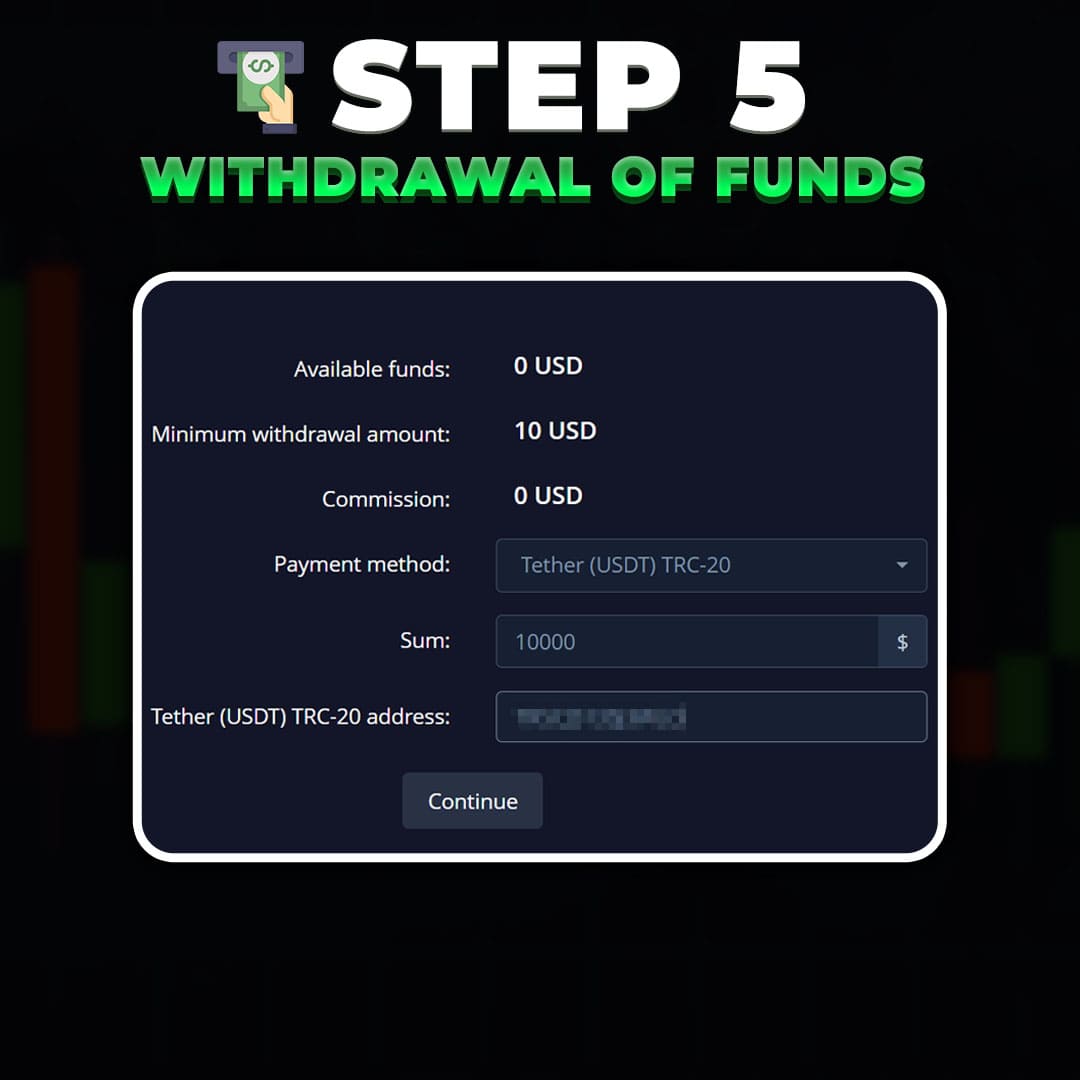 STEP 5
WITHDRAWAL OF FUNDS
Available funds: 0 USD
Minimum withdrawal amount: 10 USD
Commission: 0 USD
Payment method: Tether (USDT) TRC-20
Sum: 10000 $
Tether (USDT) TRC-20 address:
Continue